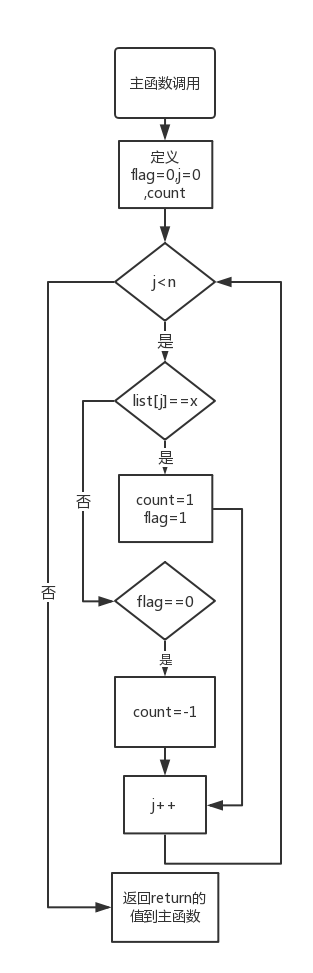 主函数调用
定义
flag=0,j=0
,count
j<n
是
list[j]==x
是
count=1
flag=1
否
flag==0
否
是
count=-1
j++
返回return的
值到主函数